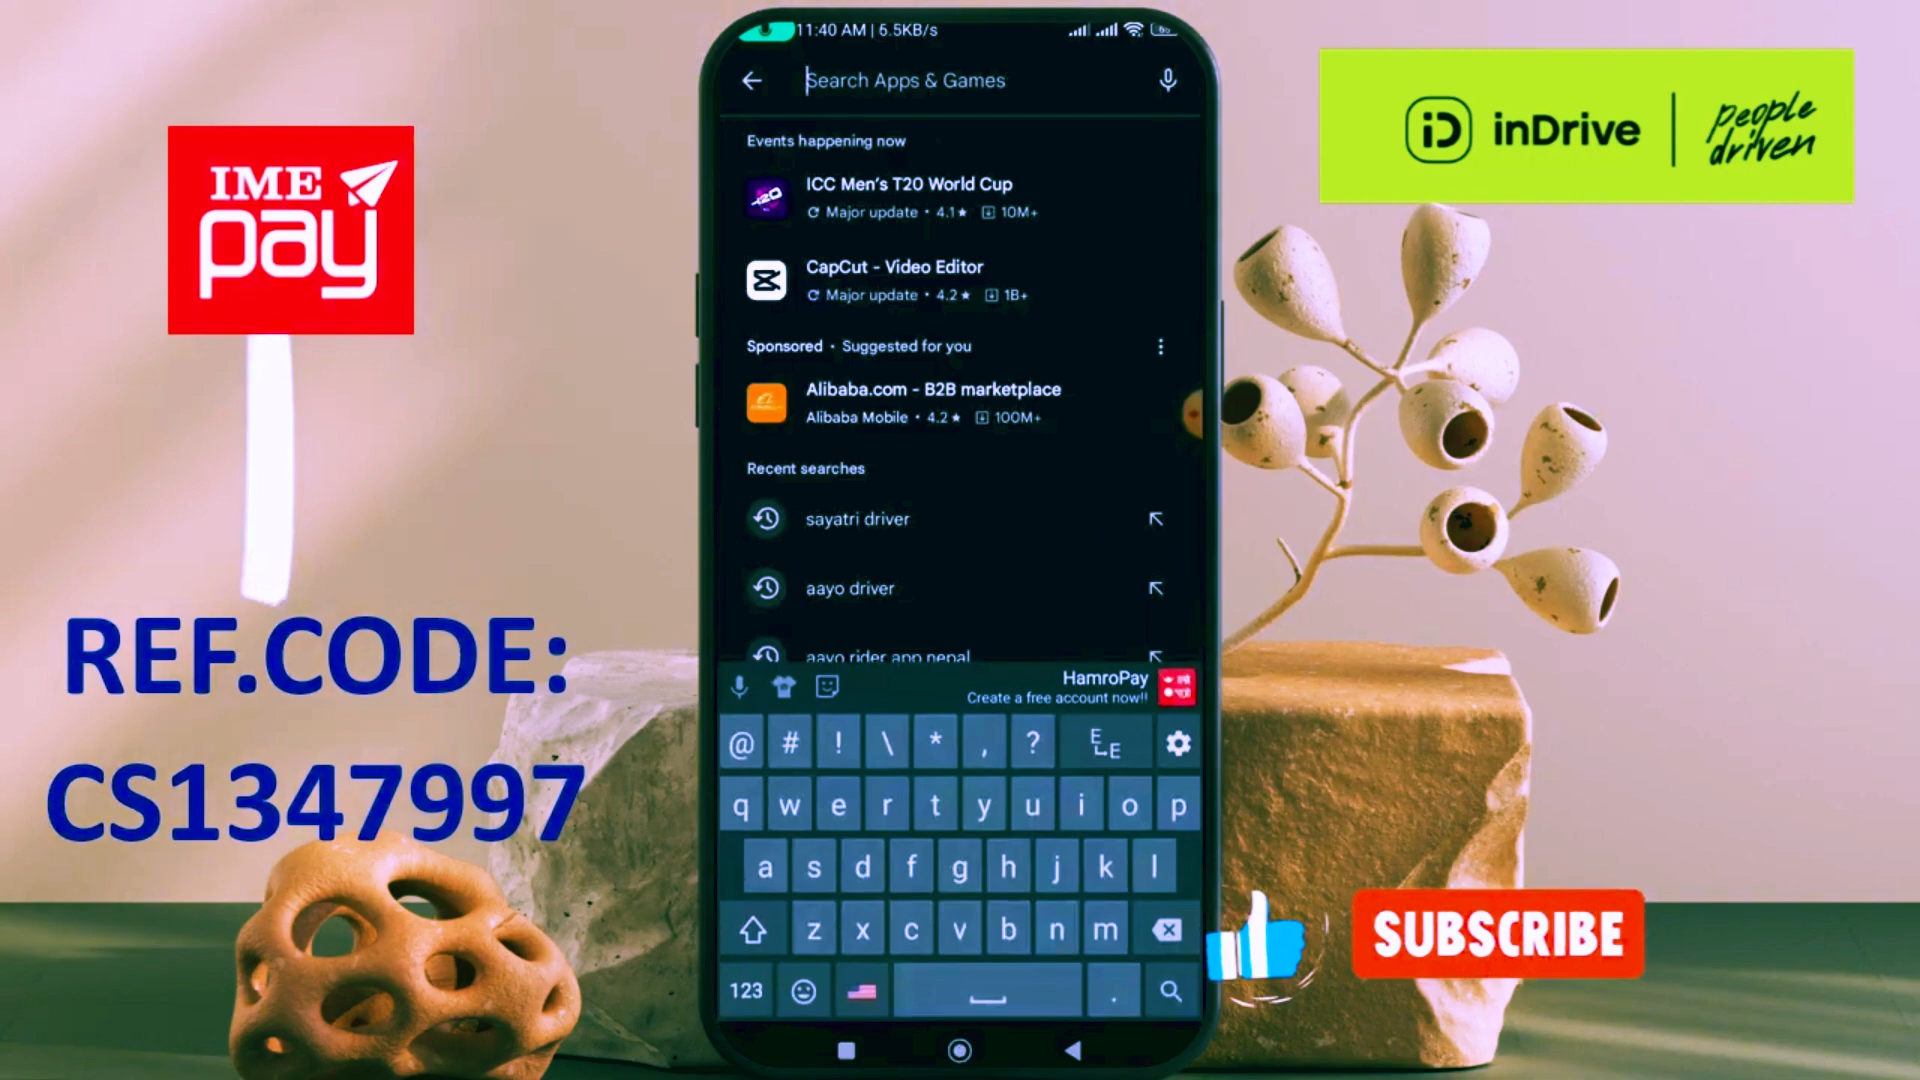 11:40 AM | 6.5KB/s
Search Apps & Games
Events happening now
ICC Men's T20 World Cup
Major update • 4.1★ 10M+
CapCut - Video Editor
Major update • 4.2★ 1B+
Sponsored • Suggested for you
Alibaba.com - B2B marketplace
Alibaba Mobile • 4.2★ 100M+
Recent searches
sayatri driver
aayo driver
aayo rider app nepal
HamroPay
Create a free account now!!
@ # ! \ * , ? E E
q w e r t y u i o p
a s d f g h j k l
z x c v b n m
123 .
IME
pay
REF.CODE:
CS1347997
iD inDrive
people
driven
SUBSCRIBE